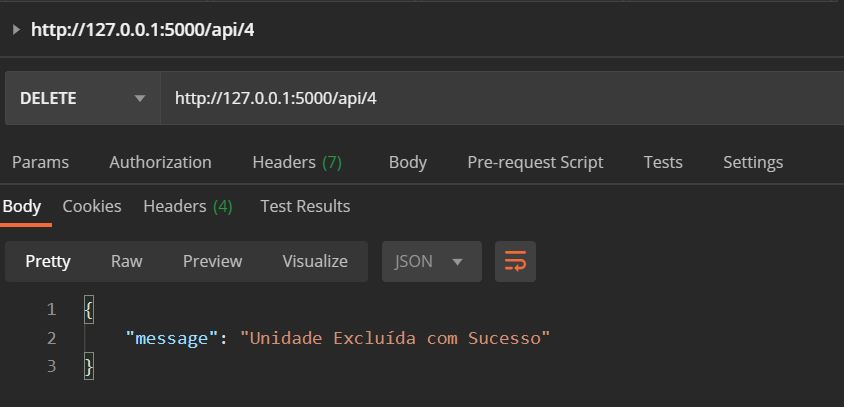 http://127.0.0.1:5000/api/4
DELETE http://127.0.0.1:5000/api/4
Params Authorization Headers (7) Body Pre-request Script Tests Settings
Body Cookies Headers (4) Test Results
Pretty Raw Preview Visualize JSON
1 {
2 "message": "Unidade Excluída com Sucesso"
3 }